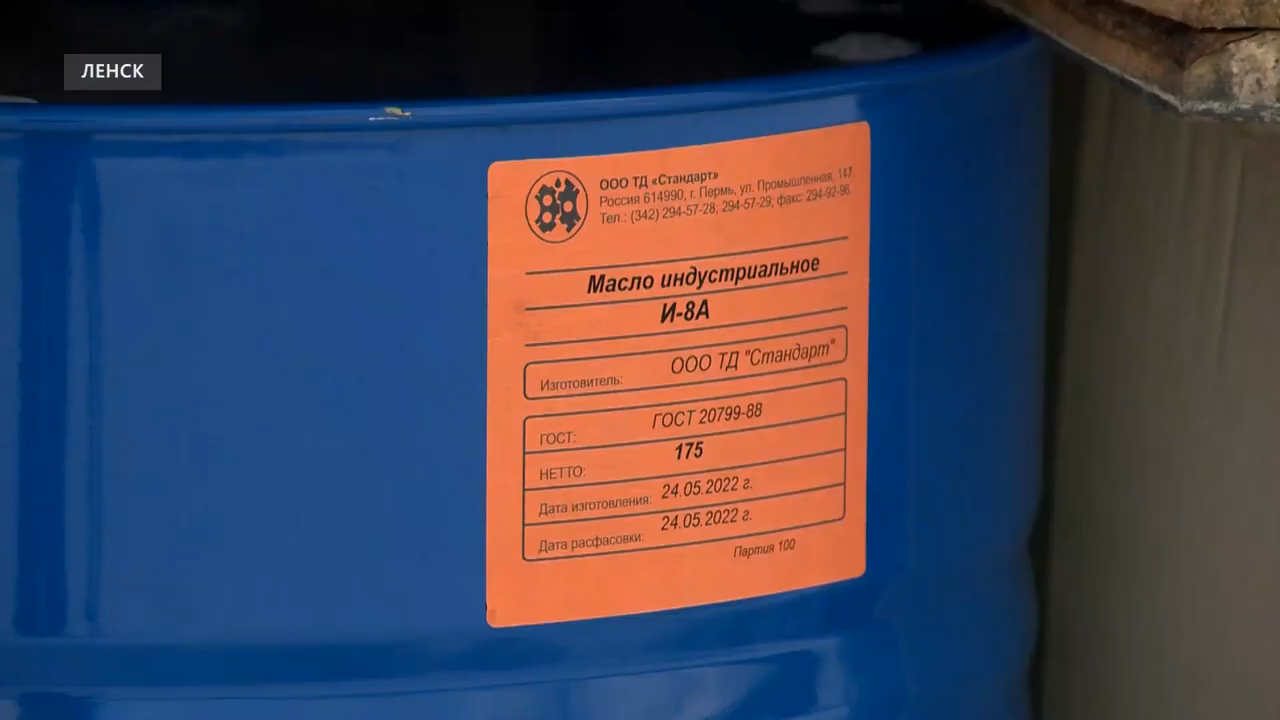 ЛЕНСК
ООО ТД «Стандарт»
Россия 614990, г. Пермь, ул. Промышленная, 147
Тел.: (342) 294-57-28; 294-57-29; факс: 294-92-96.
Масло индустриальное
И-8А
Изготовитель: ООО ТД "Стандарт"
ГОСТ: ГОСТ 20799-88
НЕТТО: 175
Дата изготовления: 24.05.2022 г.
Дата расфасовки: 24.05.2022 г.
Партия 100